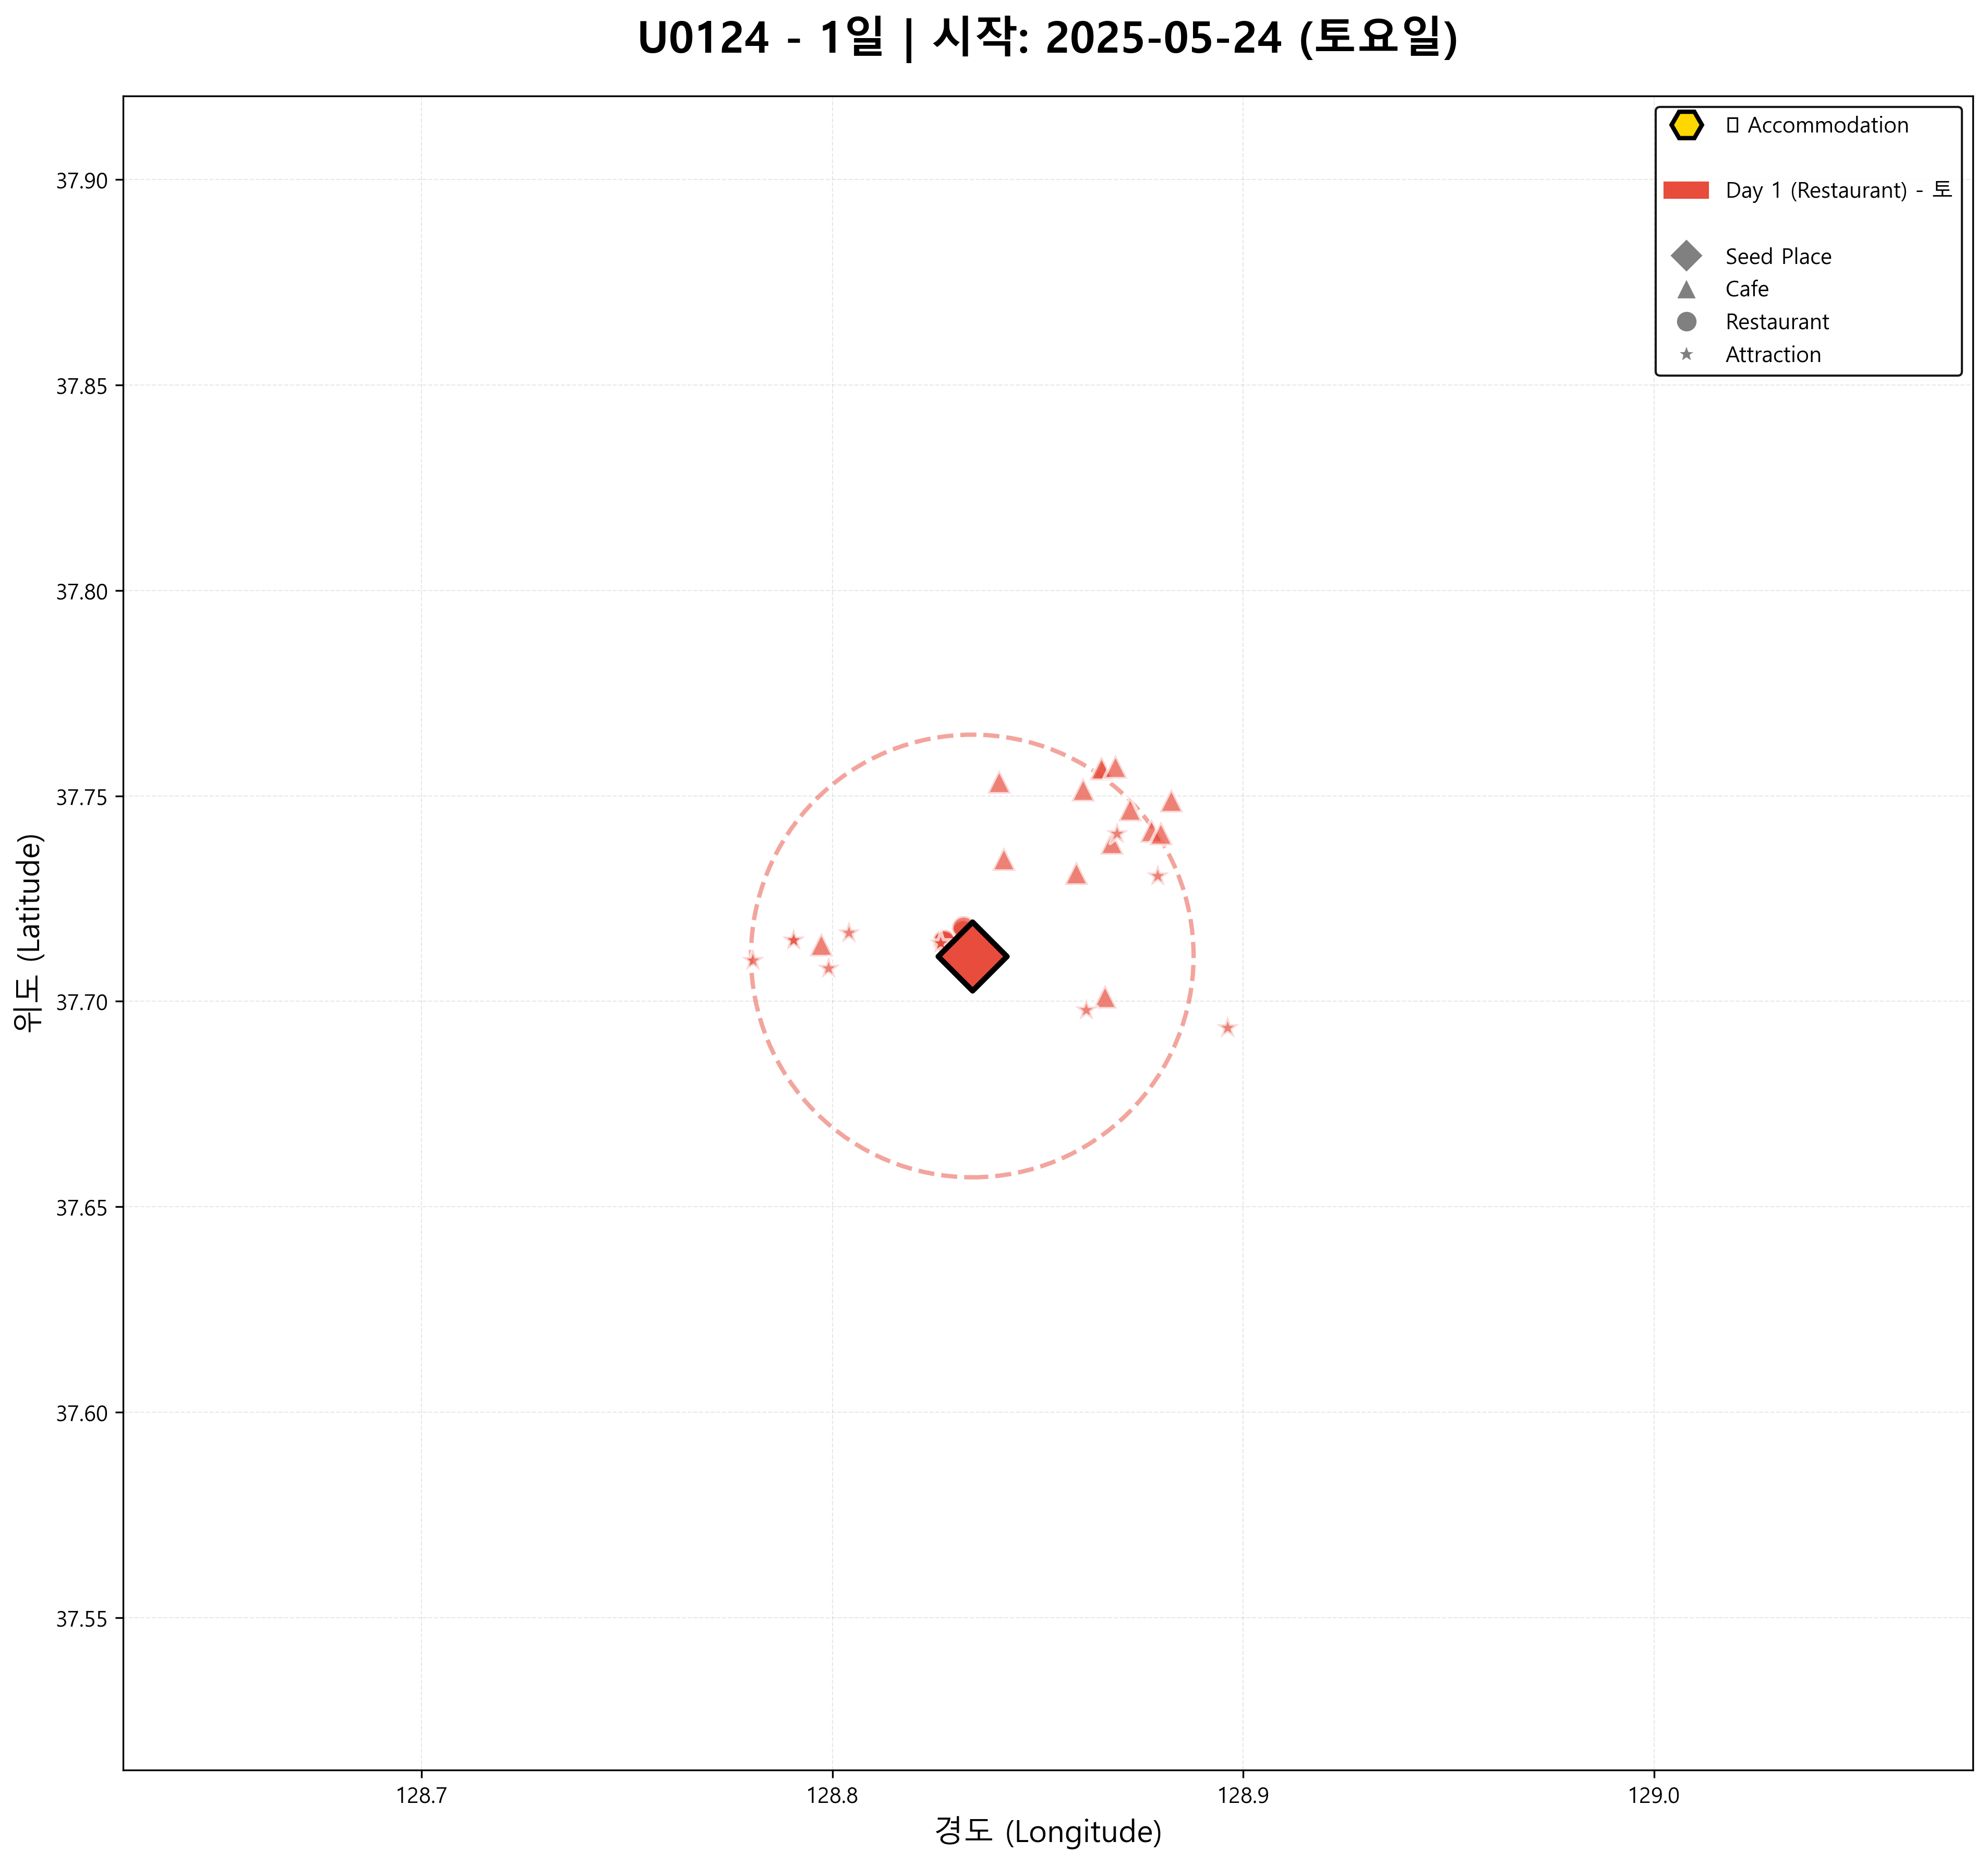 U0124 - 1일 | 시작: 2025-05-24 (토요일)
Accommodation
Day 1 (Restaurant) - 토
Seed Place
Cafe
Restaurant
Attraction
37.90
37.85
37.80
37.75
37.70
37.65
37.60
37.55
위도 (Latitude)
128.7
128.8
128.9
129.0
경도 (Longitude)